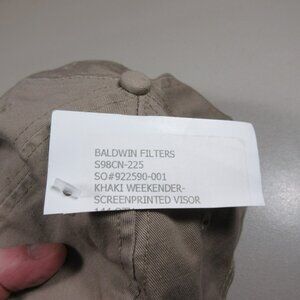 BALDWIN FILTERS
S98CN-225
SO#922590-001
KHAKI WEEKENDER-
SCREENPRINTED VISOR